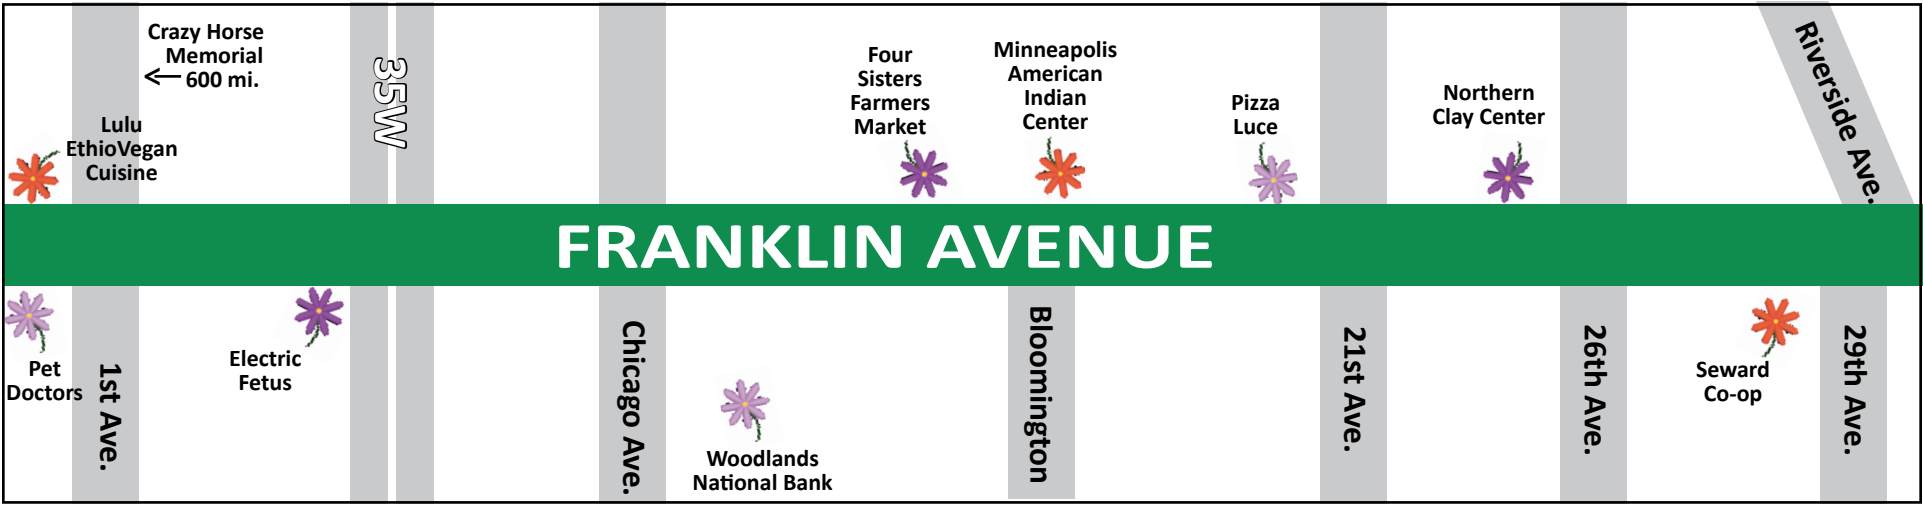 Crazy Horse
Memorial
600 mi.
Lulu
EthioVegan
Cuisine
35W
Four
Sisters
Farmers
Market
Minneapolis
American
Indian
Center
Pizza
Luce
Northern
Clay Center
Riverside Ave.
FRANKLIN AVENUE
Pet
Doctors
1st Ave.
Electric
Fetus
Chicago Ave.
Woodlands
National Bank
Bloomington
21st Ave.
26th Ave.
Seward
Co-op
29th Ave.